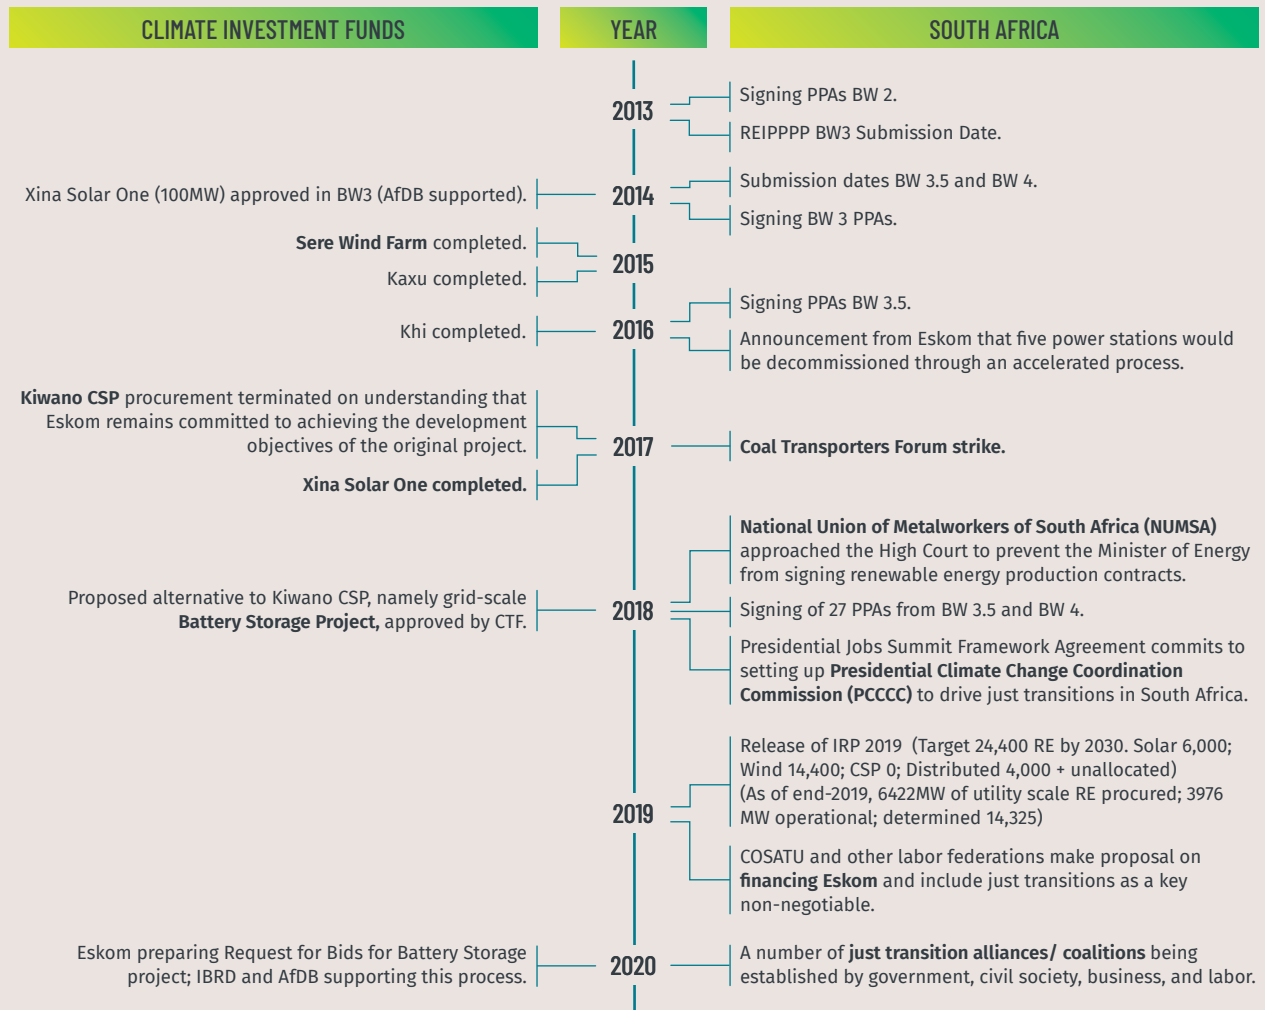 CLIMATE INVESTMENT FUNDS
YEAR
SOUTH AFRICA
2013
Signing PPAs BW 2.
REIPPPP BW3 Submission Date.
Xina Solar One (100MW) approved in BW3 (AfDB supported).
2014
Submission dates BW 3.5 and BW 4.
Signing BW 3 PPAs.
Sere Wind Farm completed.
Kaxu completed.
2015
Khi completed.
2016
Signing PPAs BW 3.5.
Announcement from Eskom that five power stations would
be decommissioned through an accelerated process.
Kiwano CSP procurement terminated on understanding that
Eskom remains committed to achieving the development
objectives of the original project.
Xina Solar One completed.
2017
Coal Transporters Forum strike.
Proposed alternative to Kiwano CSP, namely grid-scale
Battery Storage Project, approved by CTF.
2018
National Union of Metalworkers of South Africa (NUMSA)
approached the High Court to prevent the Minister of Energy
from signing renewable energy production contracts.
Signing of 27 PPAs from BW 3.5 and BW 4.
Presidential Jobs Summit Framework Agreement commits to
setting up Presidential Climate Change Coordination
Commission (PCCCC) to drive just transitions in South Africa.
2019
Release of IRP 2019 (Target 24,400 RE by 2030. Solar 6,000;
Wind 14,400; CSP 0; Distributed 4,000 + unallocated)
(As of end-2019, 6422MW of utility scale RE procured; 3976
MW operational; determined 14,325)
COSATU and other labor federations make proposal on
financing Eskom and include just transitions as a key
non-negotiable.
Eskom preparing Request for Bids for Battery Storage
project; IBRD and AfDB supporting this process.
2020
A number of just transition alliances/ coalitions being
established by government, civil society, business, and labor.